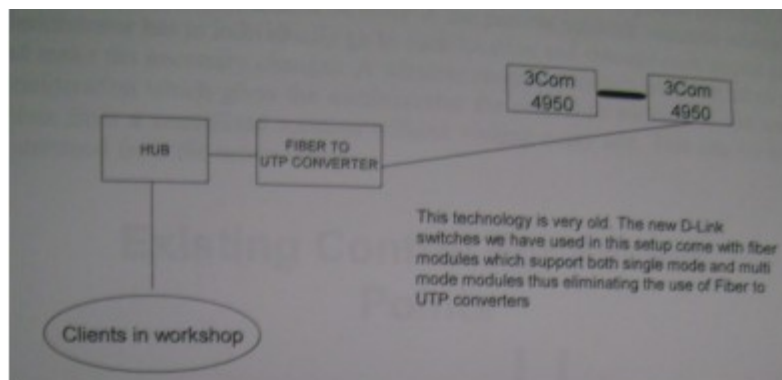 3Com
4950
3Com
4950
HUB
FIBER TO
UTP CONVERTER
This technology is very old. The new D-Link
switches we have used in this setup come with fiber
modules which support both single mode and multi
mode modules thus eliminating the use of Fiber to
UTP converters
Existing
Clients in workshop